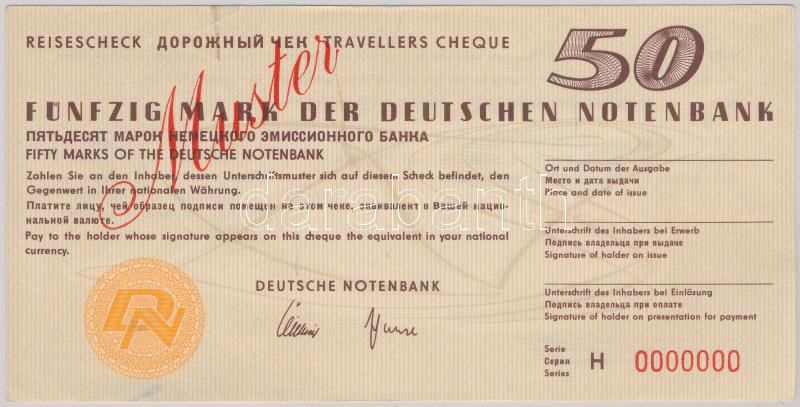 REISESCHECK ДОРОЖНЫЙ ЧЕК TRAVELLERS CHEQUE
50
Muster
FÜNFZIG MARK DER DEUTSCHEN NOTENBANK
ПЯТЬДЕСЯТ МАРОК НЕМЕЦКОГО ЭМИССИОННОГО БАНКА
FIFTY MARKS OF THE DEUTSCHE NOTENBANK
Zahlen Sie an den Inhaber, dessen Unterschriftsmuster sich auf diesem Scheck befindet, den
Gegenwert in Ihrer nationalen Währung.
Платите лицу, чей образец подписи помещен на этом чеке, эквивалент в Вашей нацио-
нальной валюте.
Pay to the holder whose signature appears on this cheque the equivalent in your national
currency.
darabanth
DEUTSCHE NOTENBANK
DN
Ort und Datum der Ausgabe
Место и дата выдачи
Place and date of issue
Unterschrift des Inhabers bei Erwerb
Подпись владельца при выдаче
Signature of holder on issue
Unterschrift des Inhabers bei Einlösung
Подпись владельца при оплате
Signature of holder on presentation for payment
Serie
Серия
Series
H 0000000